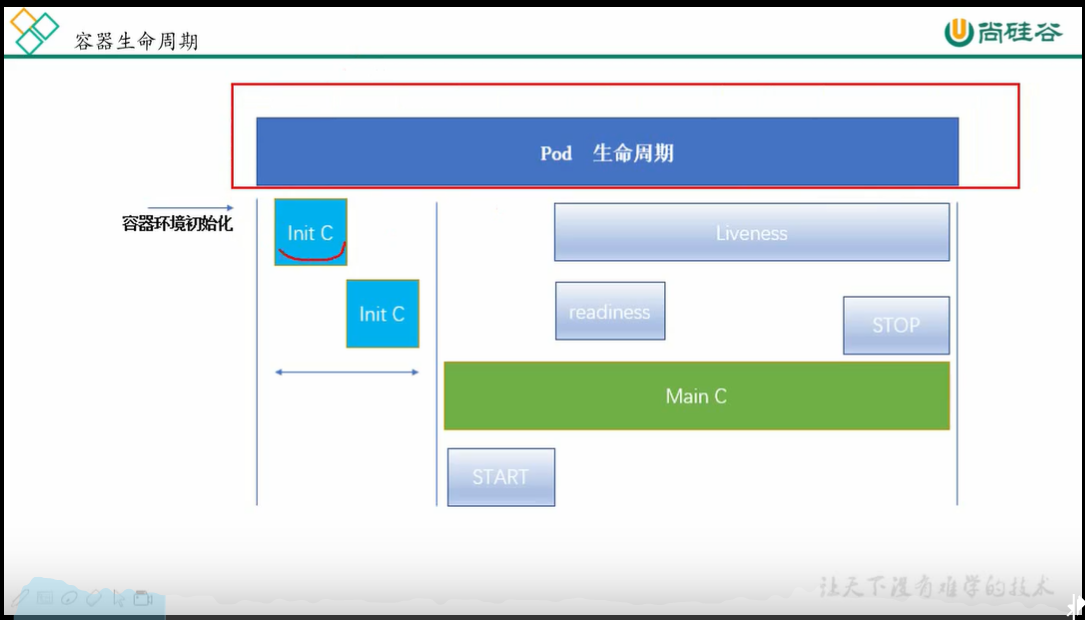 容器生命周期
尚硅谷
Pod 生命周期
容器环境初始化
Init C
Liveness
Init C
readiness
STOP
Main C
START
让天下没有难学的技术